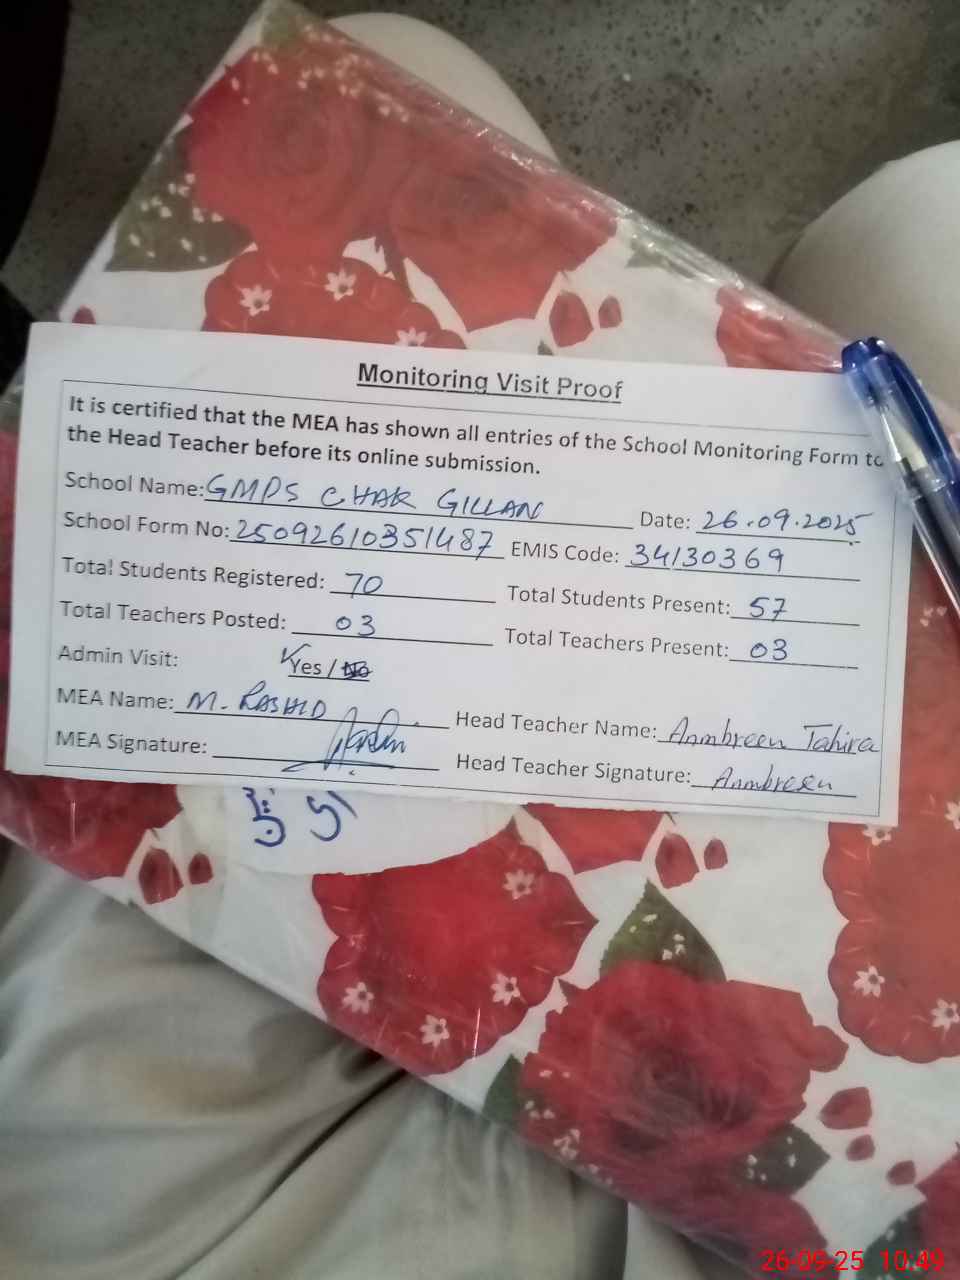 Monitoring Visit Proof
It is certified that the MEA has shown all entries of the School Monitoring Form to
the Head Teacher before its online submission.
School Name: GMPS CHAK GILLAN Date: 26.09.2025
School Form No: 25092610351487 EMIS Code: 34130369
Total Students Registered: 70 Total Students Present: 57
Total Teachers Posted: 03 Total Teachers Present: 03
Admin Visit: Yes / No
MEA Name: M. RASHID Head Teacher Name: Anmbreen Tahira
MEA Signature: Head Teacher Signature: Anmbreen
26-09-25 10:49